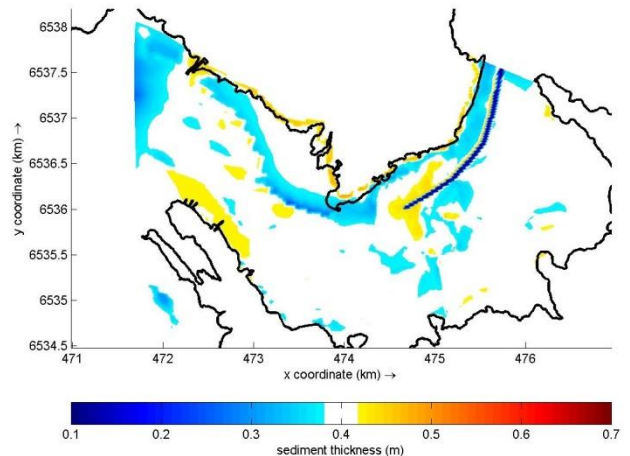 6538
6537.5
6537
6536.5
6536
6535.5
6535
6534.5
y coordinate (km) →
471 472 473 474 475 476
x coordinate (km) →
0.1 0.2 0.3 0.4 0.5 0.6 0.7
sediment thickness (m)